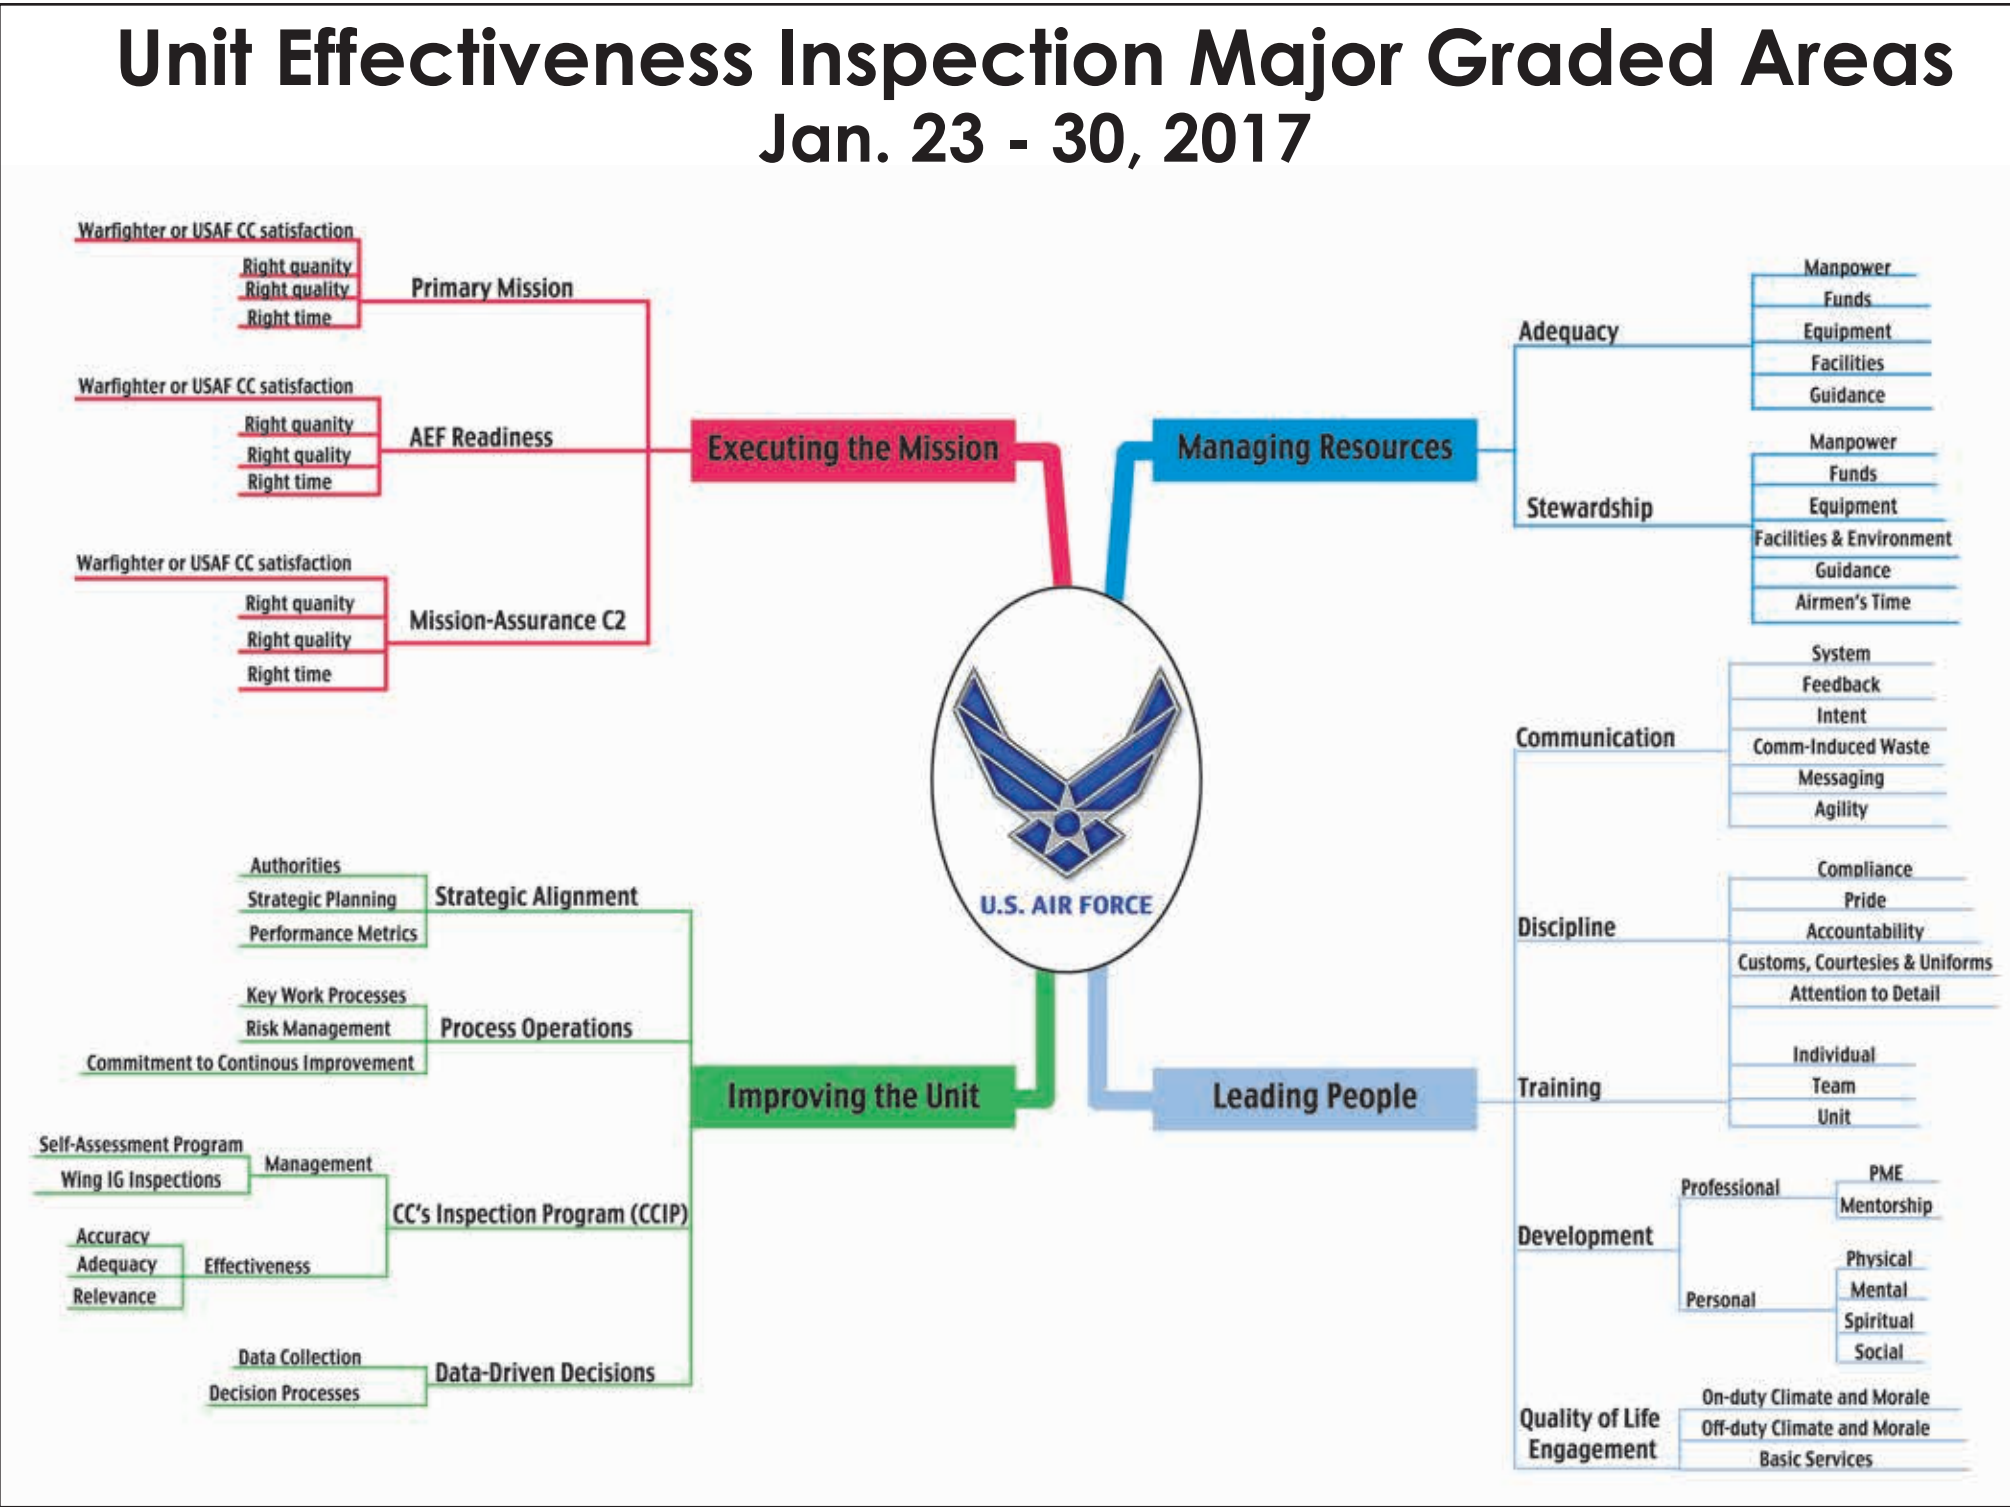 Unit Effectiveness Inspection Major Graded Areas
Jan. 23 - 30, 2017
Warfighter or USAF CC satisfaction
Right quanity
Right quality
Right time
Primary Mission
Warfighter or USAF CC satisfaction
Right quanity
Right quality
Right time
AEF Readiness
Warfighter or USAF CC satisfaction
Right quanity
Right quality
Right time
Mission-Assurance C2
Executing the Mission
Managing Resources
Adequacy
Manpower
Funds
Equipment
Facilities
Guidance
Stewardship
Manpower
Funds
Equipment
Facilities & Environment
Guidance
Airmen's Time
U.S. AIR FORCE
Authorities
Strategic Planning
Performance Metrics
Strategic Alignment
Key Work Processes
Risk Management
Commitment to Continous Improvement
Process Operations
Improving the Unit
Self-Assessment Program
Wing IG Inspections
Management
Accuracy
Adequacy
Relevance
Effectiveness
CC's Inspection Program (CCIP)
Data Collection
Decision Processes
Data-Driven Decisions
Leading People
Communication
System
Feedback
Intent
Comm-Induced Waste
Messaging
Agility
Discipline
Compliance
Pride
Accountability
Customs, Courtesies & Uniforms
Attention to Detail
Training
Individual
Team
Unit
Development
Professional
PME
Mentorship
Personal
Physical
Mental
Spiritual
Social
Quality of Life
Engagement
On-duty Climate and Morale
Off-duty Climate and Morale
Basic Services